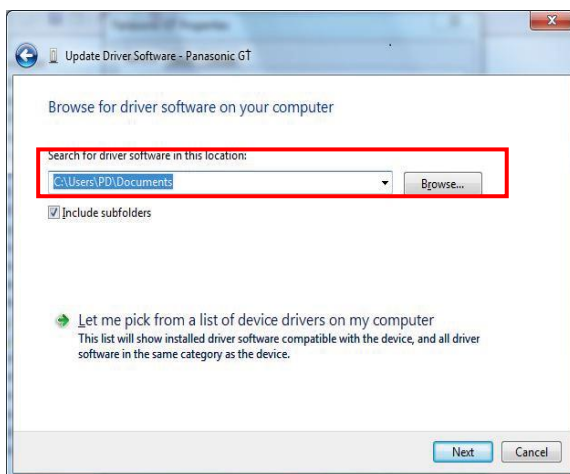 Panasonic GT Properties
Update Driver Software - Panasonic GT
Browse for driver software on your computer
Search for driver software in this location:
C:\Users\PD\Documents
Browse...
Include subfolders
Let me pick from a list of device drivers on my computer
This list will show installed driver software compatible with the device, and all driver
software in the same category as the device.
Next
Cancel